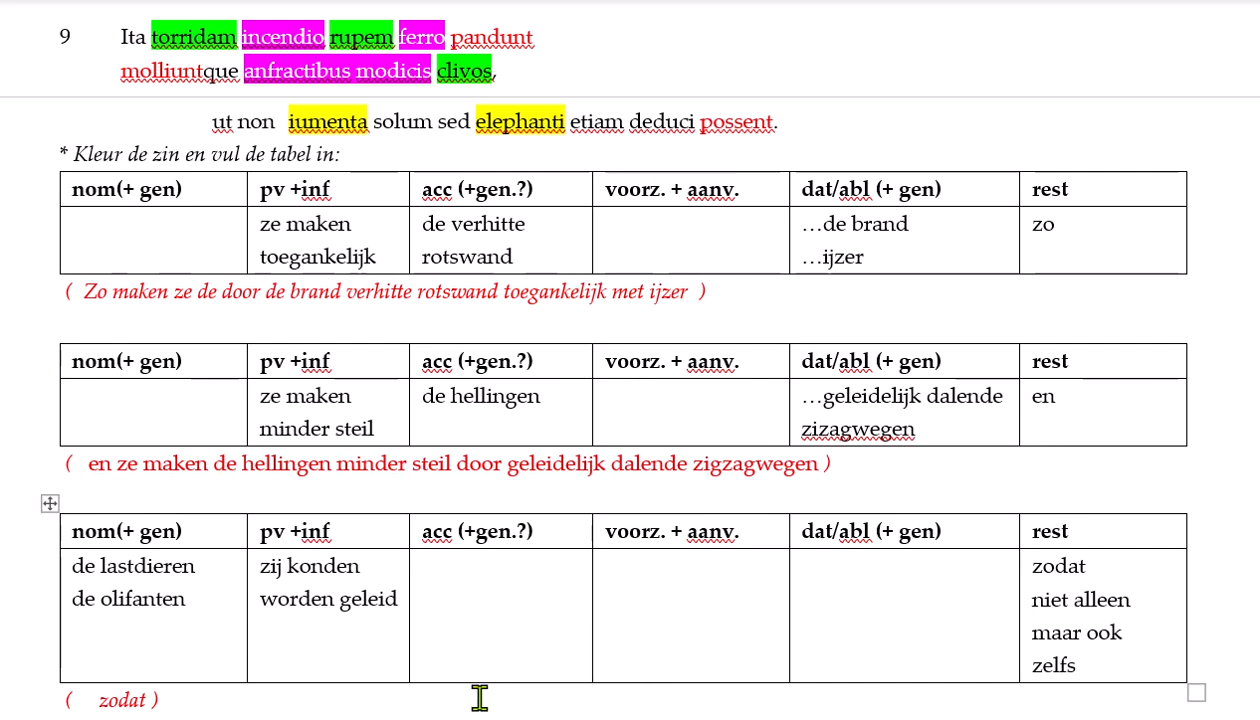 9 Ita torridam incendio rupem ferro pandunt
molliuntque anfractibus modicis clivos,
ut non iumenta solum sed elephanti etiam deduci possent.
* Kleur de zin en vul de tabel in:
nom(+ gen) pv +inf acc (+gen.?) voorz. + aanv. dat/abl (+ gen) rest
ze maken de verhitte …de brand zo
toegankelijk rotswand …ijzer
( Zo maken ze de door de brand verhitte rotswand toegankelijk met ijzer )
nom(+ gen) pv +inf acc (+gen.?) voorz. + aanv. dat/abl (+ gen) rest
ze maken de hellingen …geleidelijk dalende en
minder steil zizagwegen
( en ze maken de hellingen minder steil door geleidelijk dalende zigzagwegen )
nom(+ gen) pv +inf acc (+gen.?) voorz. + aanv. dat/abl (+ gen) rest
de lastdieren zij konden zodat
de olifanten worden geleid niet alleen
maar ook
zelfs
( zodat )